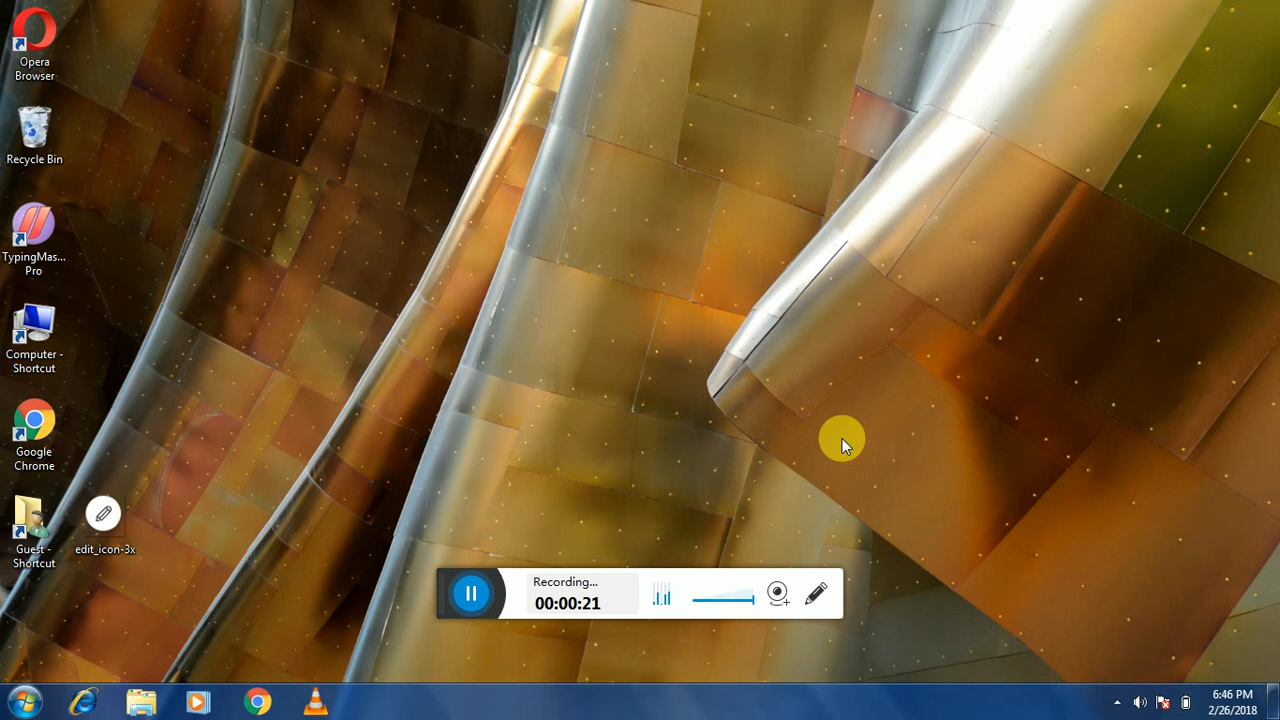 Opera
Browser
Recycle Bin
TypingMas...
Pro
Computer -
Shortcut
Google
Chrome
Guest -
Shortcut
edit_icon-3x
Recording...
00:00:21
6:46 PM
2/26/2018